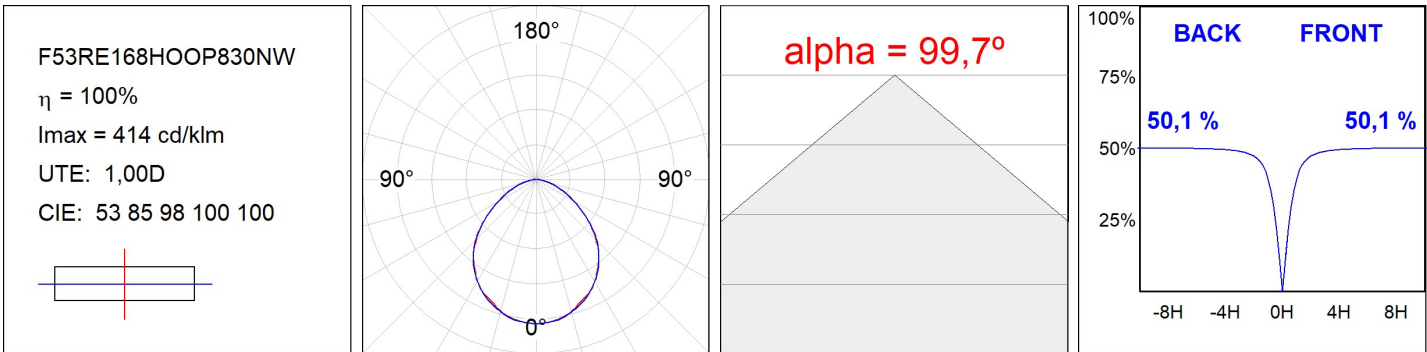 F53RE168HOOP830NW
η = 100%
Imax = 414 cd/klm
UTE: 1,00D
CIE: 53 85 98 100 100
180°
90° 90°
0°
alpha = 99,7º
100%
BACK FRONT
75%
50,1 % 50,1 %
50%
25%
-8H -4H 0H 4H 8H